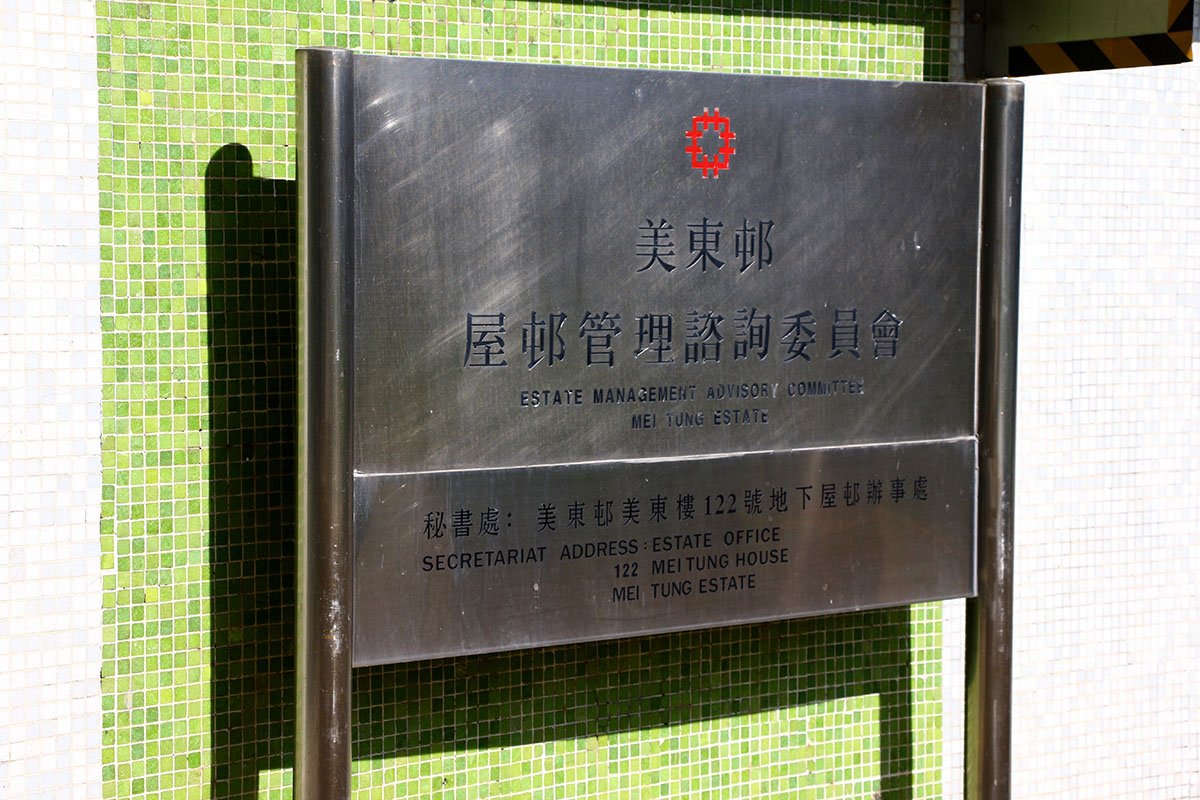 美東邨
屋邨管理諮詢委員會
ESTATE MANAGEMENT ADVISORY COMMITTEE
MEI TUNG ESTATE
秘書處：美東邨美東樓122號地下屋邨辦事處
SECRETARIAT ADDRESS : ESTATE OFFICE
122 MEI TUNG HOUSE
MEI TUNG ESTATE